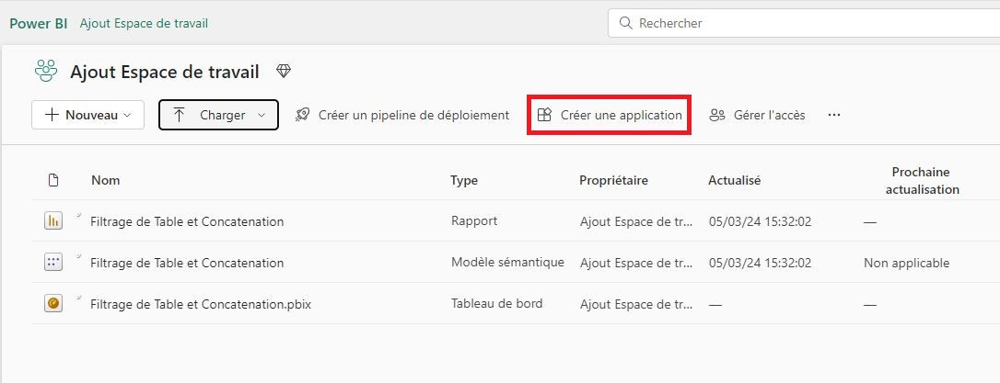 Power BI Ajout Espace de travail Rechercher
Ajout Espace de travail
Nouveau Charger Créer un pipeline de déploiement Créer une application Gérer l'accès ...
Nom Type Propriétaire Actualisé Prochaine actualisation
Filtrage de Table et Concatenation Rapport Ajout Espace de tr... 05/03/24 15:32:02 —
Filtrage de Table et Concatenation Modèle sémantique Ajout Espace de tr... 05/03/24 15:32:02 Non applicable
Filtrage de Table et Concatenation.pbix Tableau de bord Ajout Espace de tr... — —